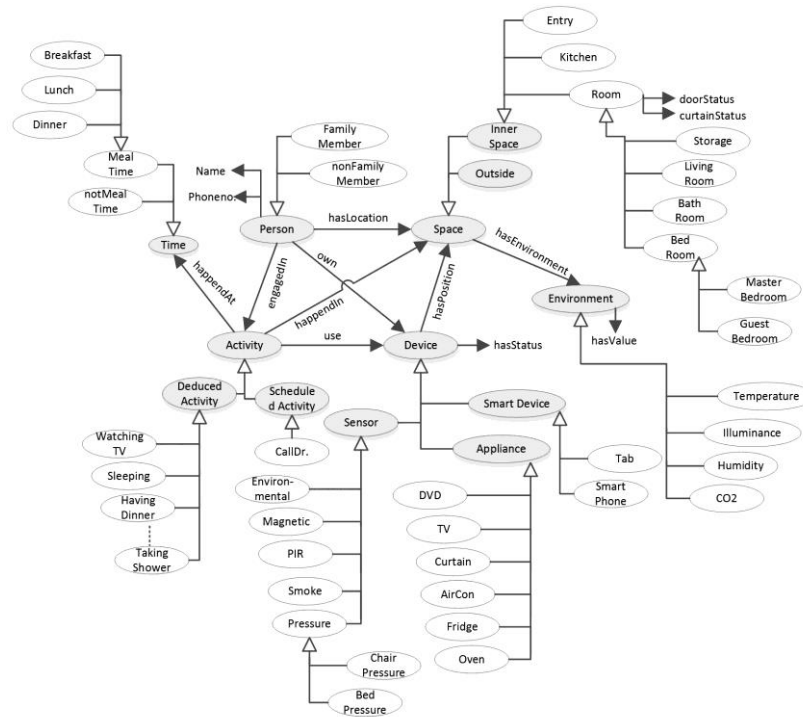 Entry
Breakfast
Kitchen
Lunch
Room
doorStatus
curtainStatus
Dinner
Family
Member
Inner
Space
Storage
Meal
Time
Name
nonFamily
Member
Outside
Living
Room
notMeal
Time
Phoneno.
Bath
Room
Time
Person
hasLocation
Space
hasEnvironment
Bed
Room
happendAt
engagedIn
own
happendIn
hasPosition
Environment
Master
Bedroom
Guest
Bedroom
Activity
use
Device
hasStatus
hasValue
Deduced
Activity
Schedule
d Activity
Smart Device
Temperature
Sensor
Watching
TV
CallDr.
Appliance
Illuminance
Sleeping
Environ-
mental
Tab
Humidity
Having
Dinner
DVD
Smart
Phone
CO2
Magnetic
TV
Taking
Shower
PIR
Curtain
Smoke
AirCon
Pressure
Fridge
Chair
Pressure
Oven
Bed
Pressure